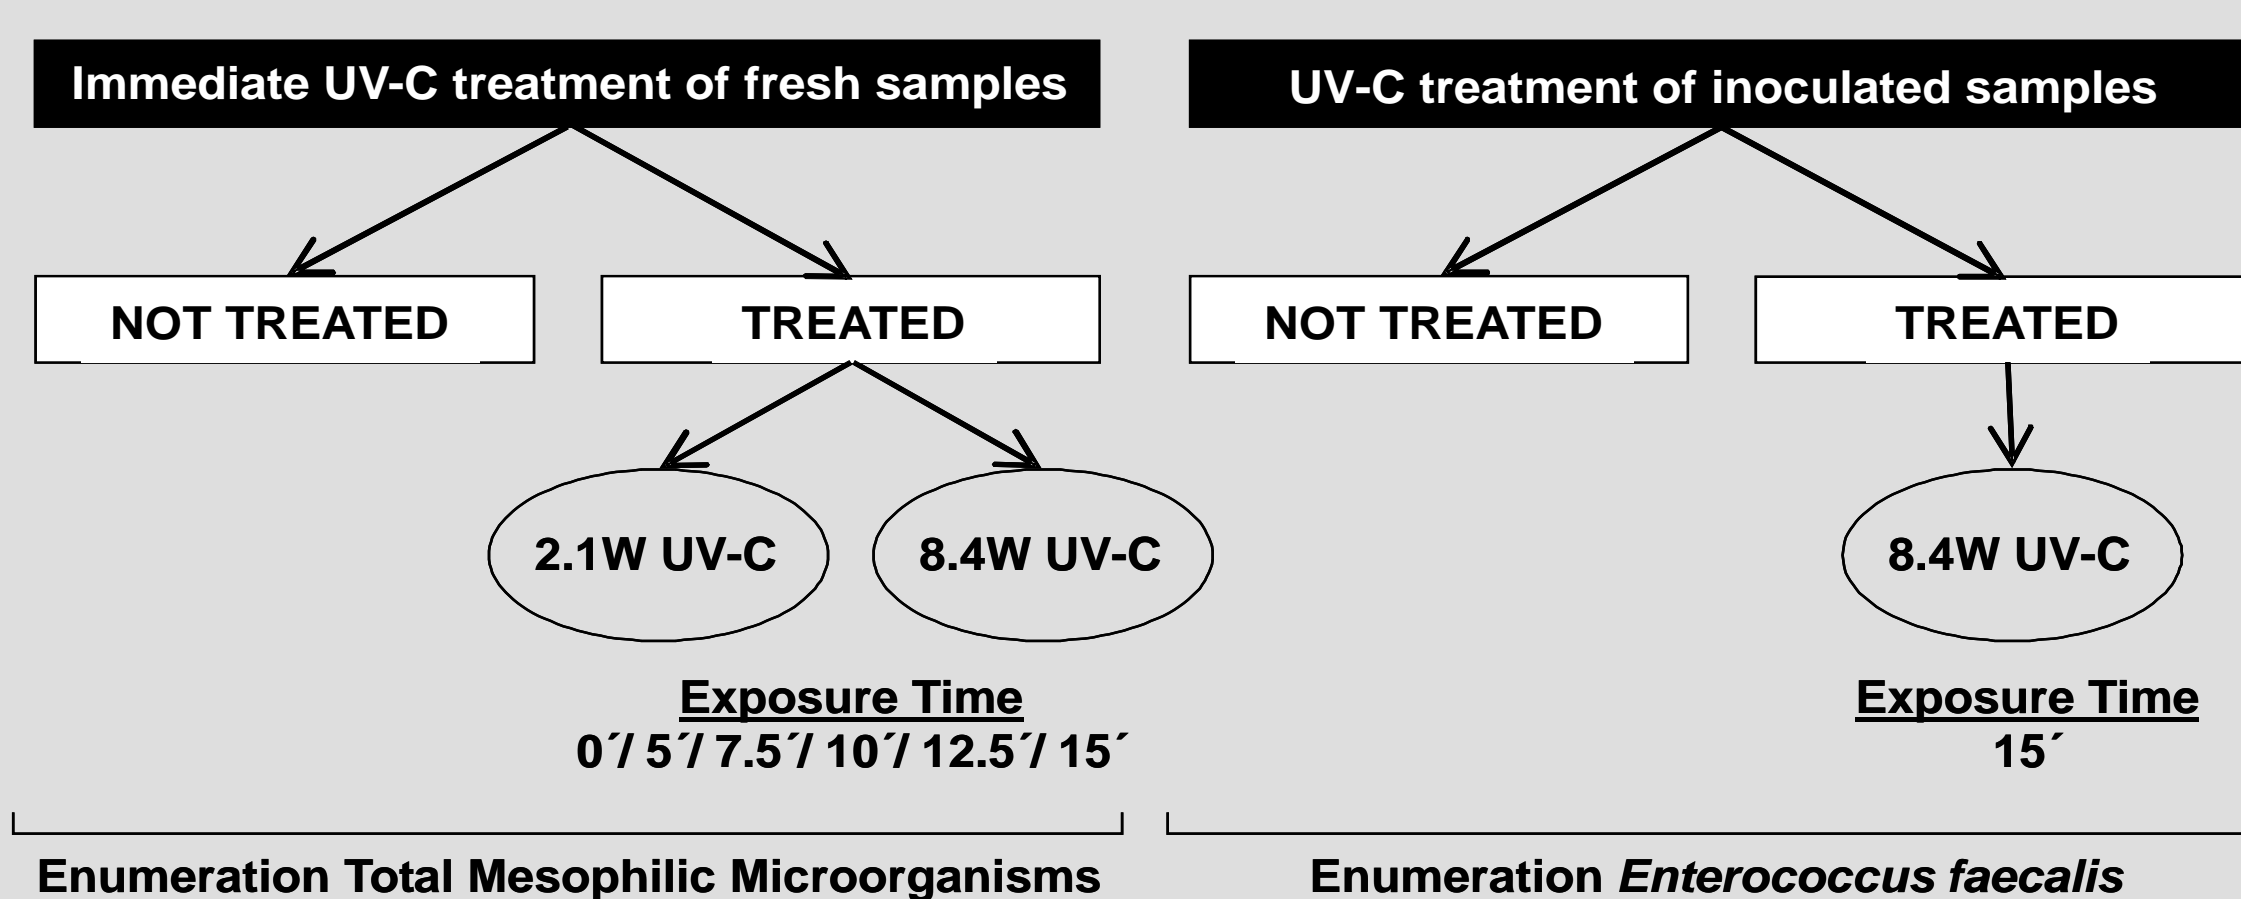 Immediate UV-C treatment of fresh samples
NOT TREATED
TREATED
2.1W UV-C
8.4W UV-C
Exposure Time
0´/ 5´/ 7.5´/ 10´/ 12.5´/ 15´
Enumeration Total Mesophilic Microorganisms
UV-C treatment of inoculated samples
NOT TREATED
TREATED
8.4W UV-C
Exposure Time
15´
Enumeration Enterococcus faecalis